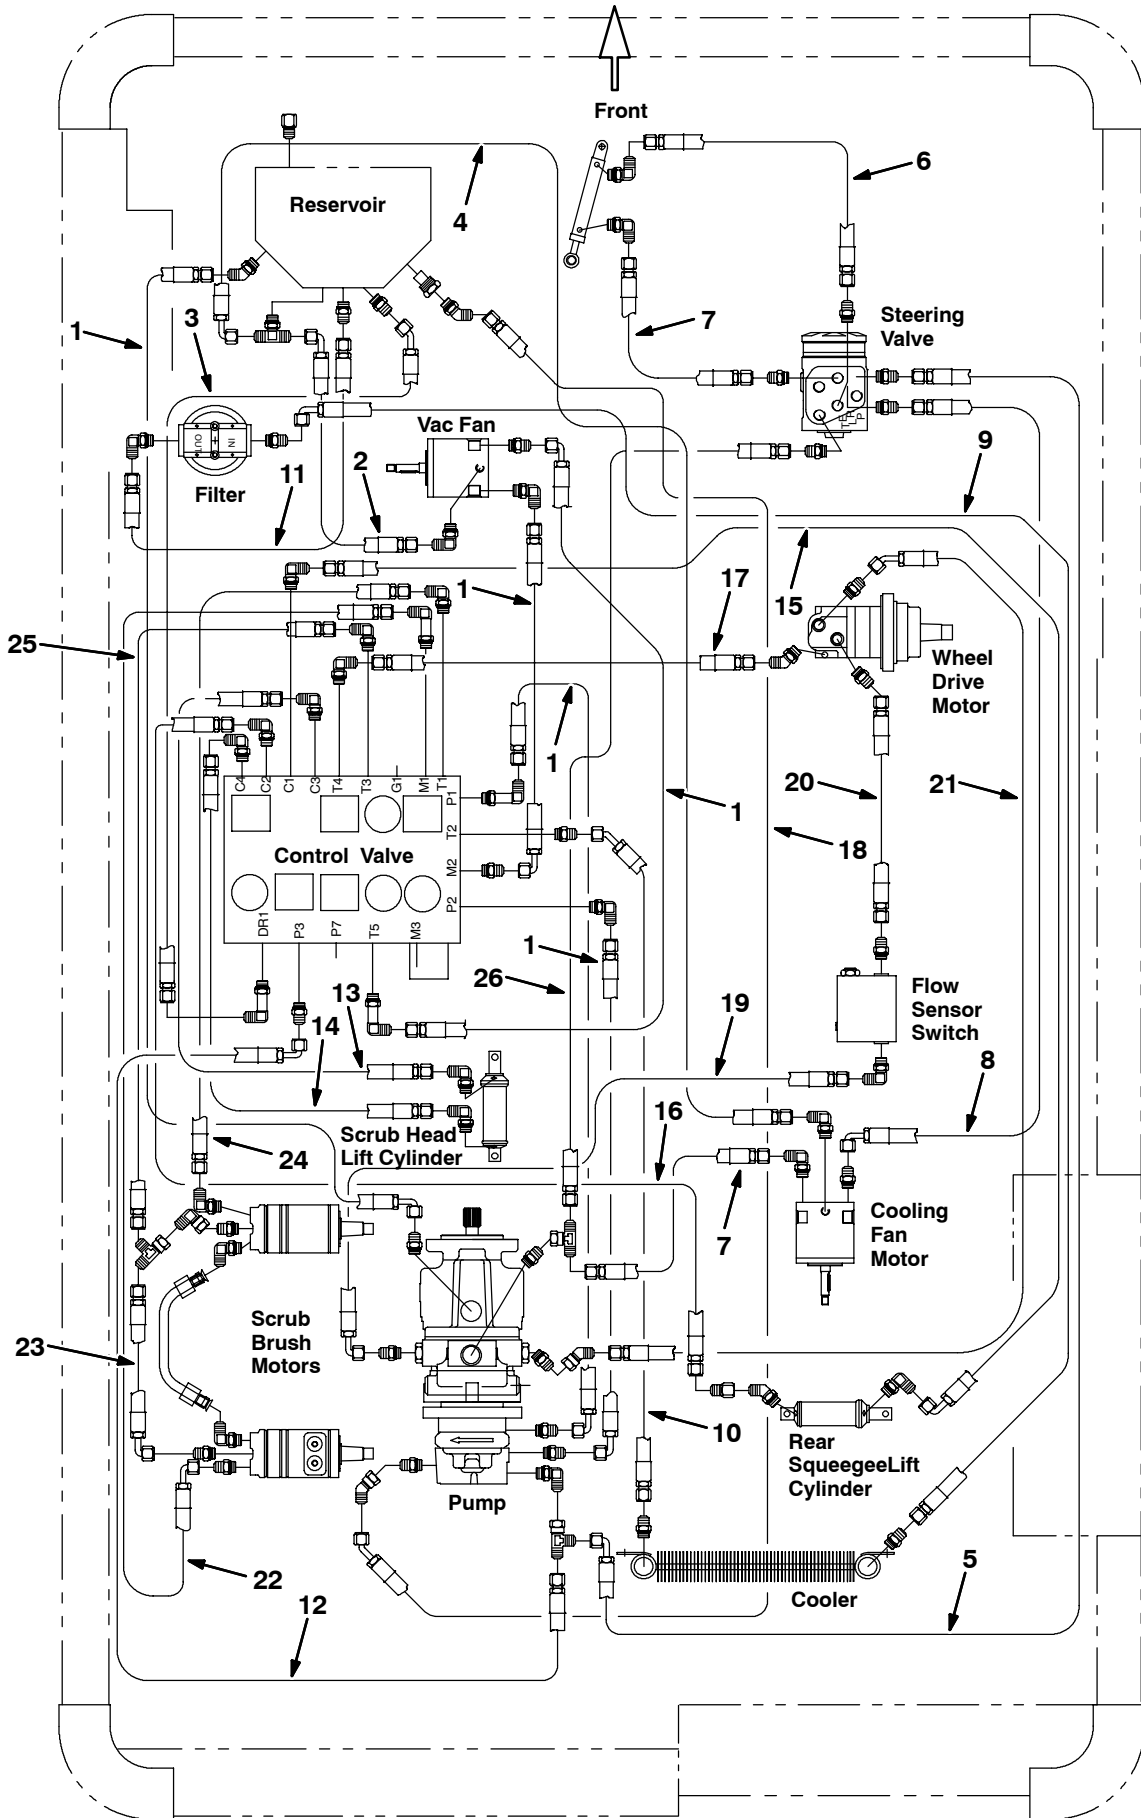 Front
Reservoir
4
6
Steering
Valve
1
3
7
T E L R P
Vac Fan
9
OUT
IN
Filter
11
2
1
17
15
25
Wheel
Drive
Motor
1
C4
C2
C1
C3
T4
T3
G1
M1
T1
P1
20
21
1
T2
Control Valve
18
M2
P2
DR1
P3
P7
T5
M3
1
26
Flow
Sensor
Switch
13
14
19
8
16
Scrub Head
Lift Cylinder
24
Cooling
Fan
Motor
7
Scrub
Brush
Motors
23
10
Rear
SqueegeeLift
Cylinder
Pump
22
12
Cooler
5